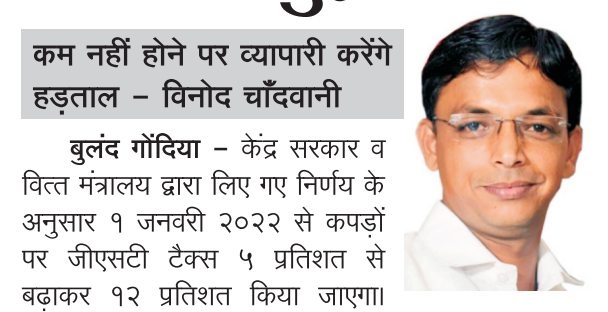 कम नहीं होने पर व्यापारी करेंगे
हड़ताल – विनोद चाँदवानी
बुलंद गोंदिया – केंद्र सरकार व
वित्त मंत्रालय द्वारा लिए गए निर्णय के
अनुसार १ जनवरी २०२२ से कपड़ों
पर जीएसटी टैक्स ५ प्रतिशत से
बढ़ाकर १२ प्रतिशत किया जाएगा।